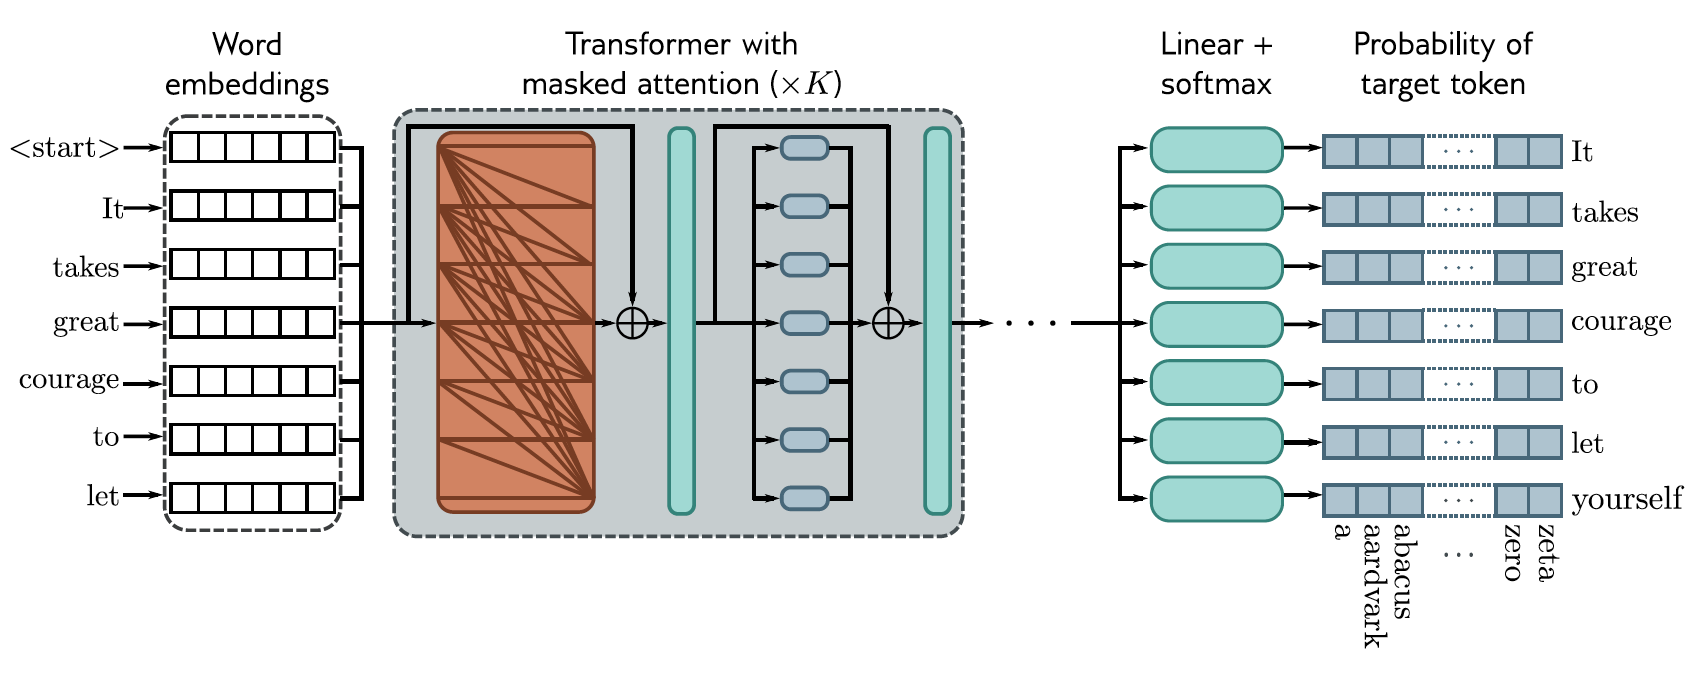 Word
embeddings
Transformer with
masked attention (×K)
Linear +
softmax
Probability of
target token
<start>
It
takes
great
courage
to
let
. . . .
It
takes
great
courage
to
let
yourself
a
aardvark
abacus
...
zero
zeta